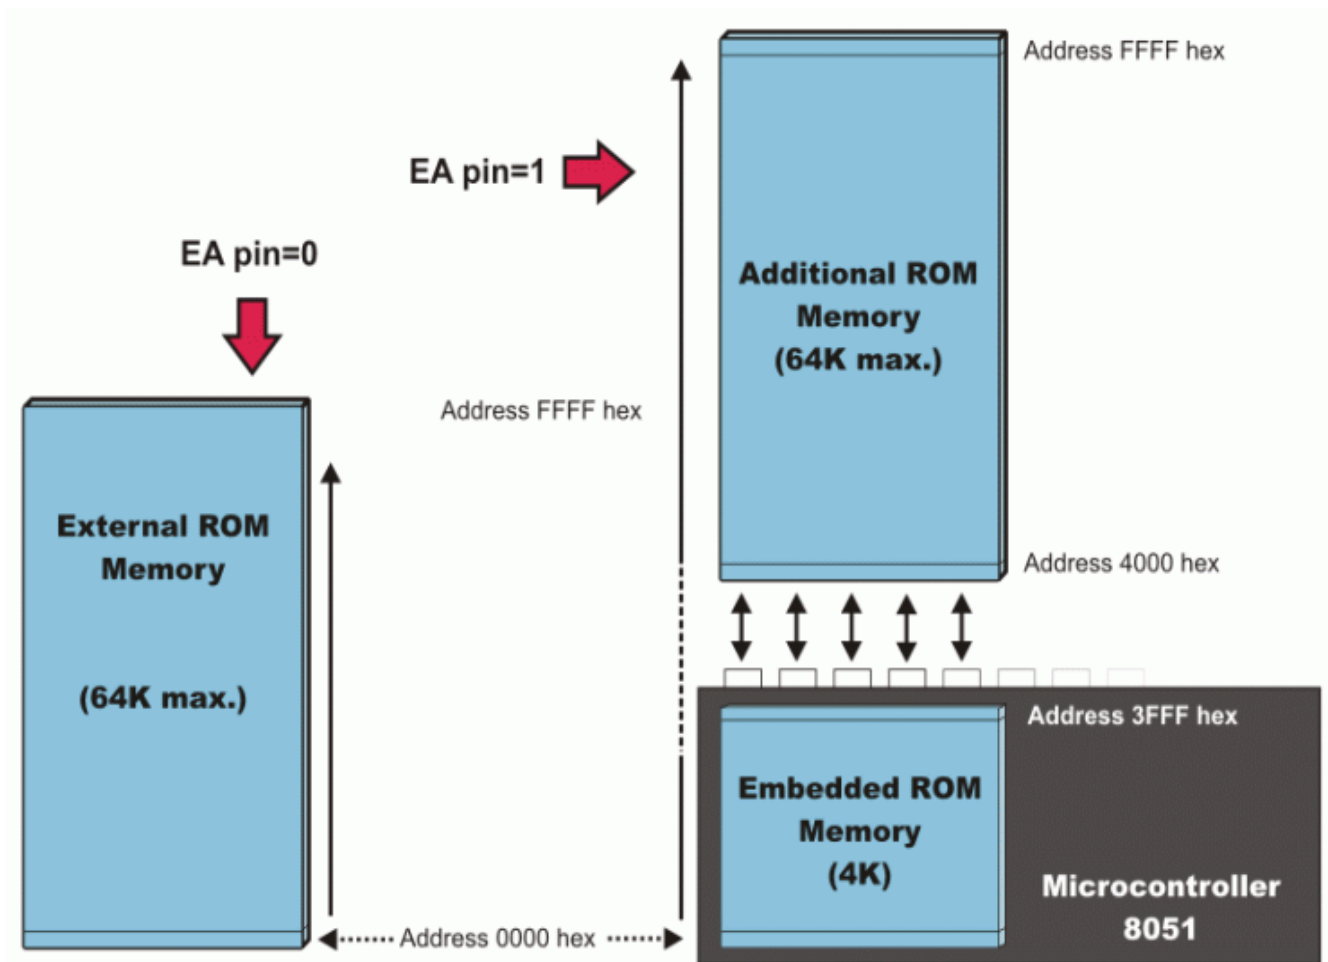 Address FFFF hex
EA pin=1
EA pin=0
Additional ROM
Memory
(64K max.)
Address FFFF hex
External ROM
Memory
(64K max.)
Address 4000 hex
Address 3FFF hex
Embedded ROM
Memory
(4K)
Microcontroller
8051
Address 0000 hex